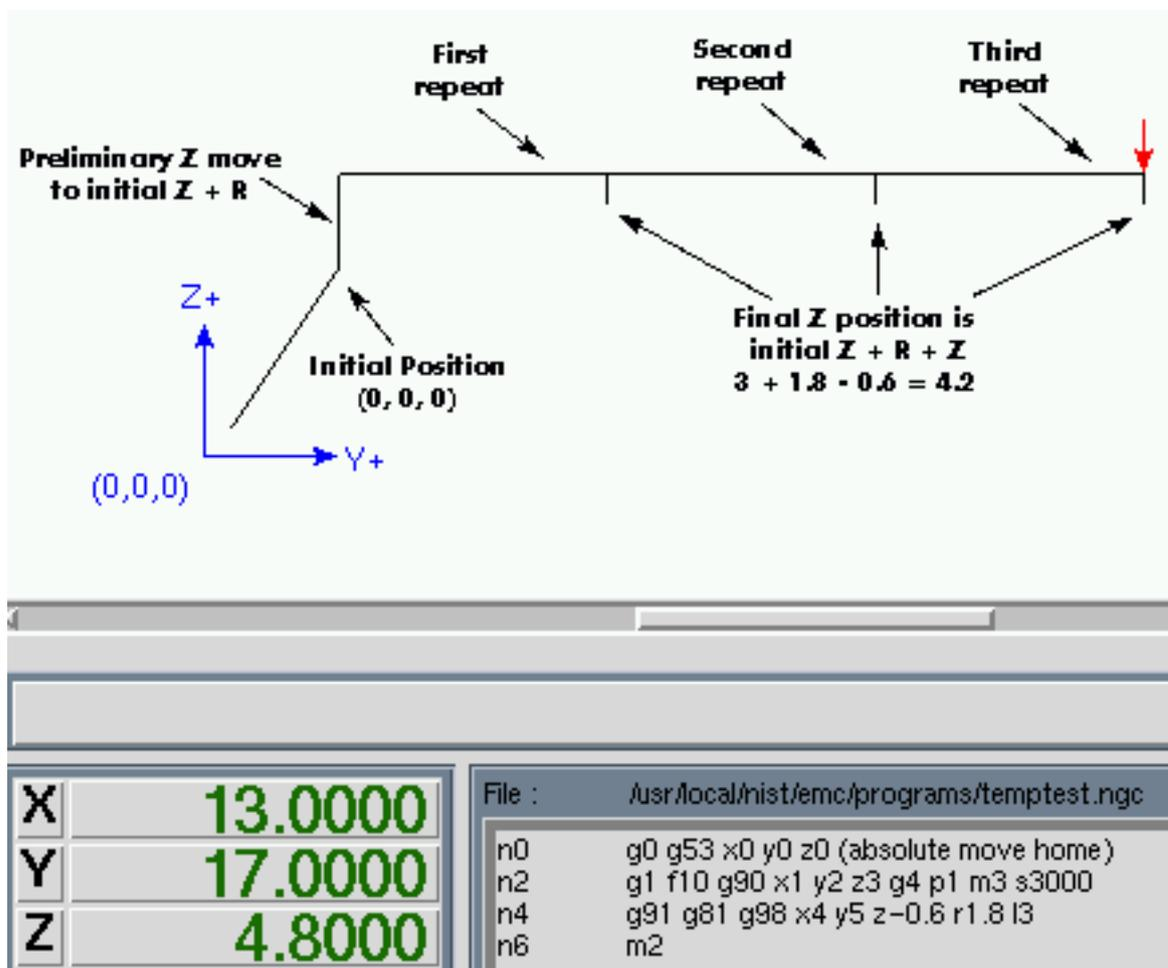 First
repeat
Second
repeat
Third
repeat
Preliminary Z move
to initial Z + R
Z+
Initial Position
(0, 0, 0)
Final Z position is
initial Z + R + Z
3 + 1.8 - 0.6 = 4.2
Y+
(0,0,0)
X 13.0000
Y 17.0000
Z 4.8000
File : /usr/local/nist/emc/programs/temptest.ngc
n0 g0 g53 x0 y0 z0 (absolute move home)
n2 g1 f10 g90 x1 y2 z3 g4 p1 m3 s3000
n4 g91 g81 g98 x4 y5 z-0.6 r1.8 l3
n6 m2